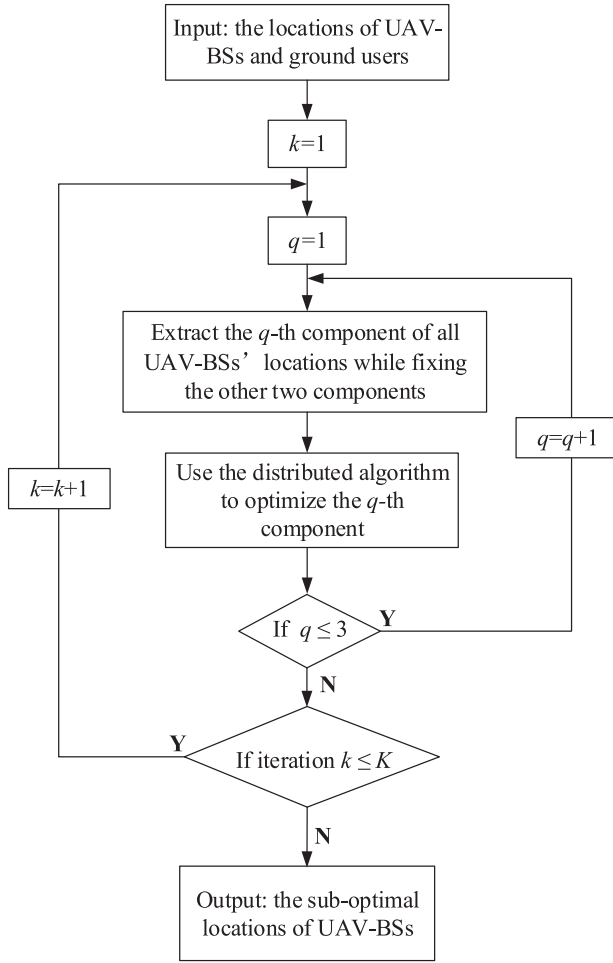 Input: the locations of UAV-
BSs and ground users
k=1
q=1
Extract the q-th component of all
UAV-BSs’ locations while fixing
the other two components
q=q+1
k=k+1
Use the distributed algorithm
to optimize the q-th
component
If q ≤ 3
Y
N
Y
If iteration k ≤ K
N
Output: the sub-optimal
locations of UAV-BSs